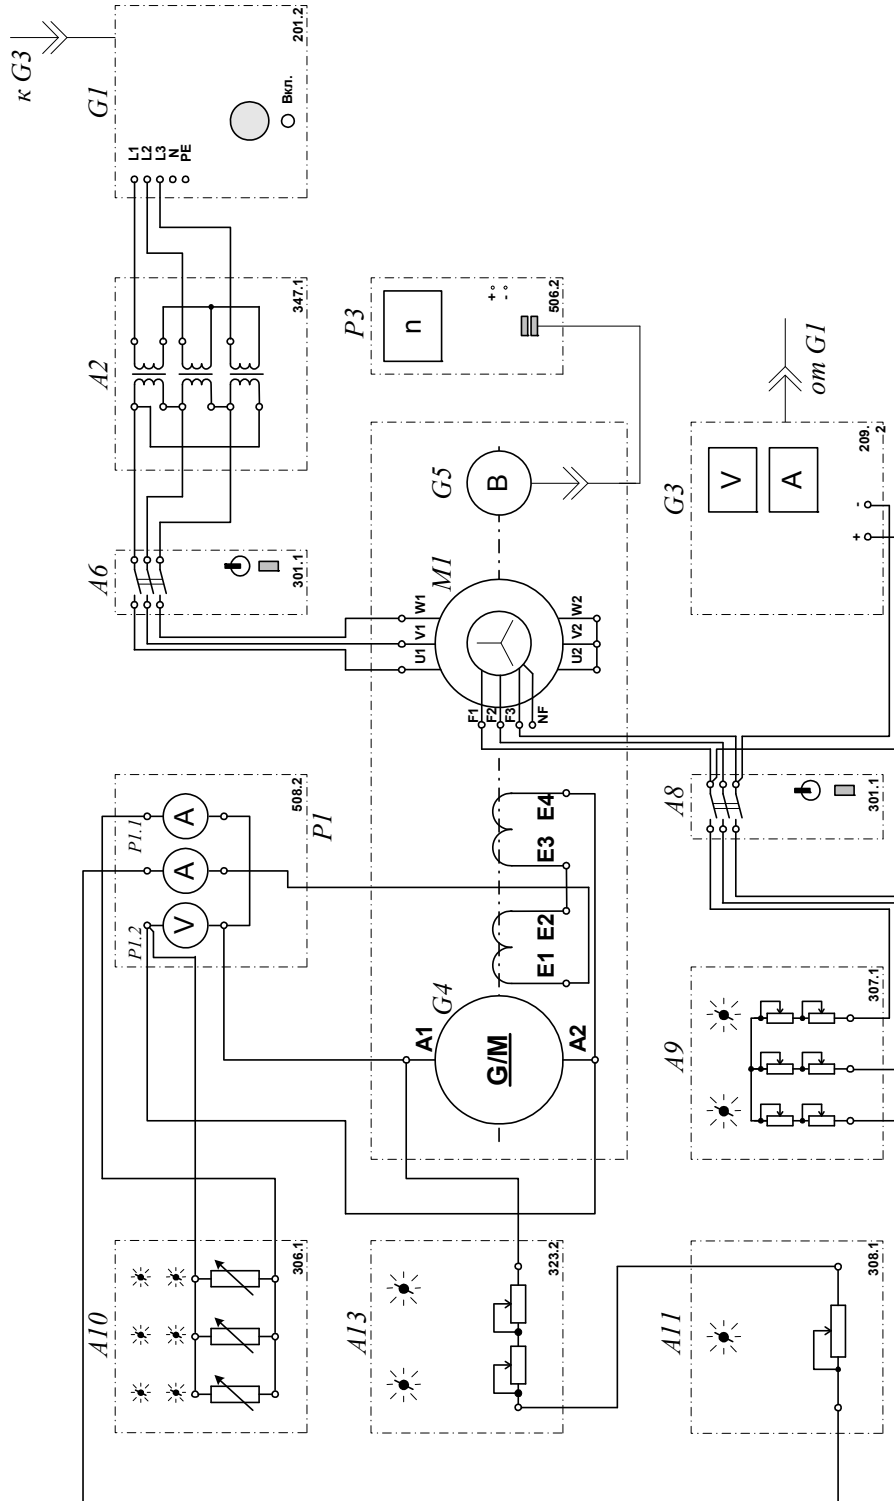 к G3
G1
201.2
Вкл.
L1
L2
L3
N
PE
A2
347.1
P3
n
+
-
506.2
от G1
G3
V
A
209.
2
+
-
A6
301.1
G5
B
M1
U1
V1
W1
U2
V2
W2
F1
F2
F3
NF
A8
301.1
P1
508.2
P1.1
P1.2
A
A
V
E1
E2
E3
E4
G4
G/M
A1
A2
A9
307.1
A10
306.1
A13
323.2
A11
308.1